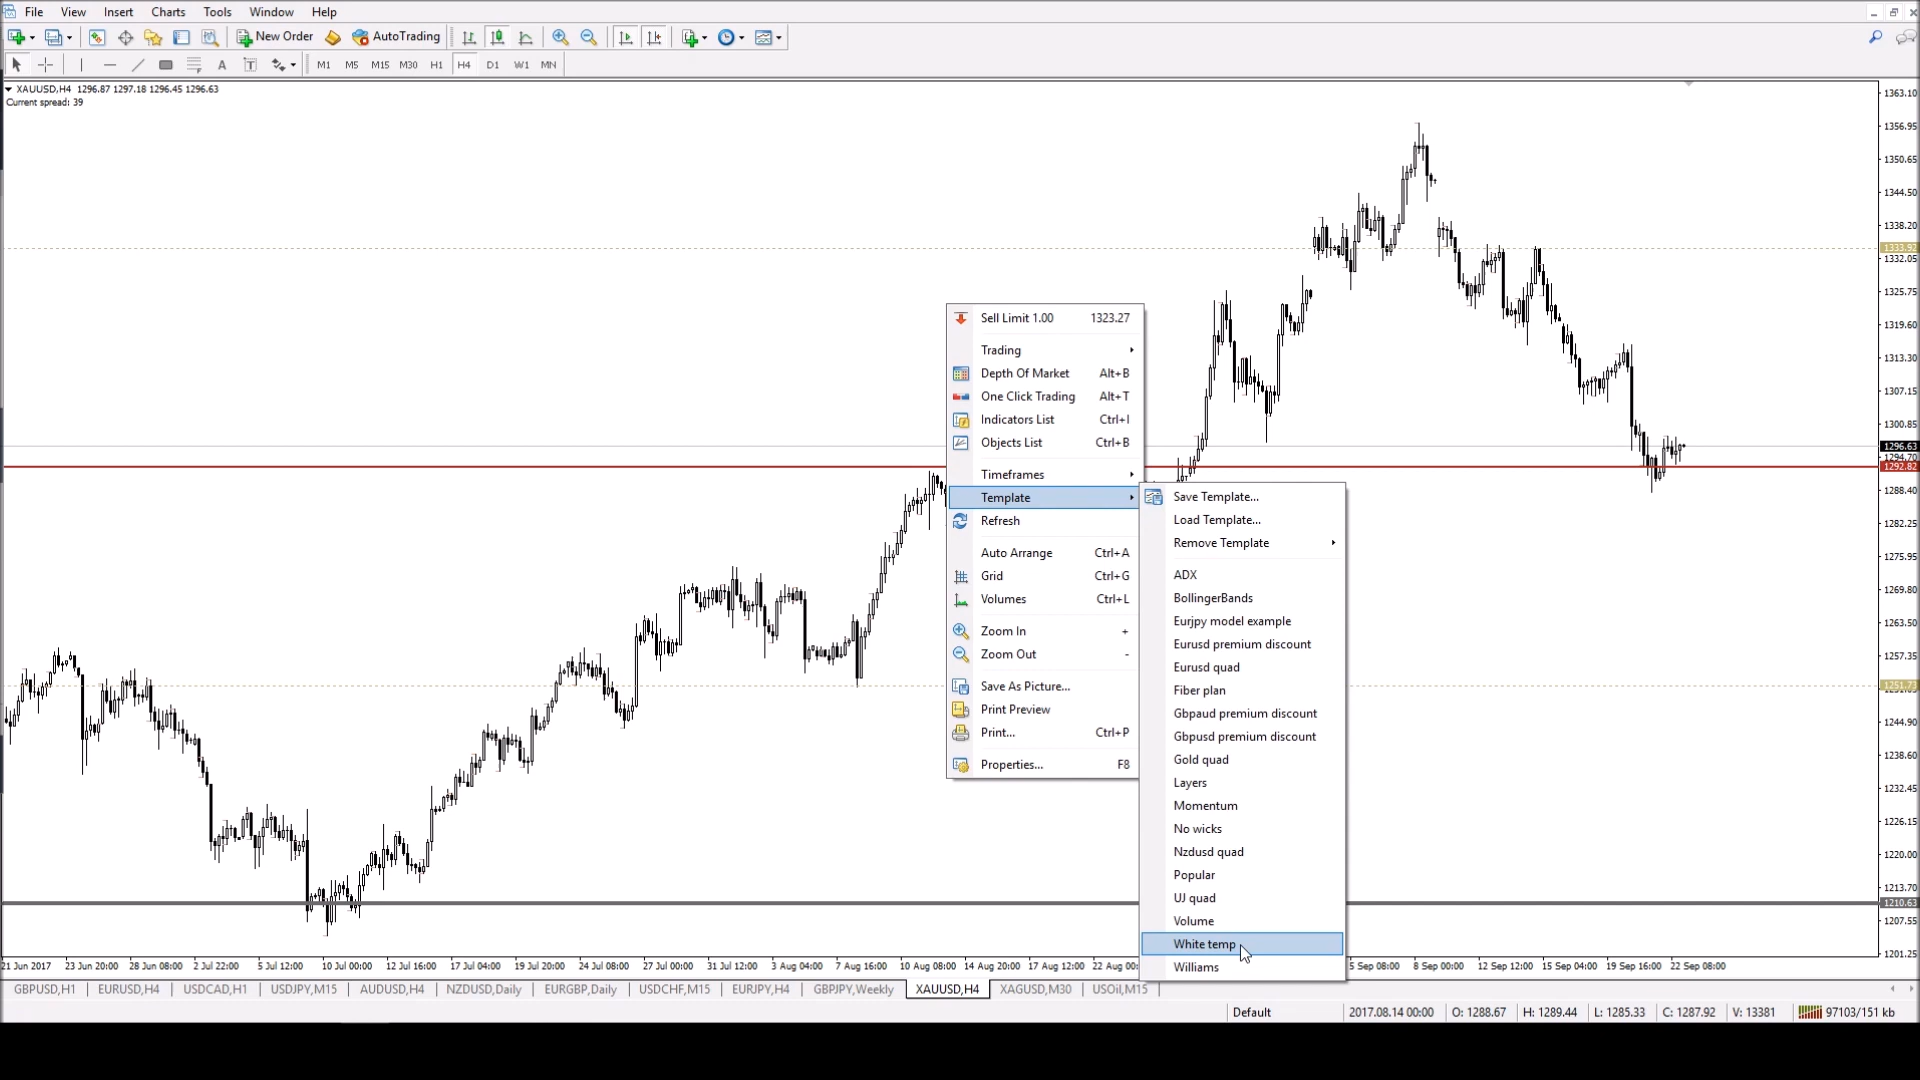 File View Insert Charts Tools Window Help
New Order AutoTrading
A T M1 M5 M15 M30 H1 H4 D1 W1 MN
XAUUSD,H4 1296.87 1297.18 1296.45 1296.63
Current spread: 39
1363.10
1356.95
1350.65
1344.50
1338.20
1333.92
1332.05
1325.75
1319.60
1313.30
1307.15
1300.85
1296.63
1294.70
1292.82
1288.40
1282.25
1275.95
1269.80
1263.50
1257.35
1251.73
1244.90
1238.60
1232.45
1226.15
1220.00
1213.70
1210.63
1207.55
1201.25
Sell Limit 1.00 1323.27
Trading
Depth Of Market Alt+B
One Click Trading Alt+T
Indicators List Ctrl+I
Objects List Ctrl+B
Timeframes
Template
Refresh
Auto Arrange Ctrl+A
Grid Ctrl+G
Volumes Ctrl+L
Zoom In +
Zoom Out -
Save As Picture...
Print Preview
Print... Ctrl+P
Properties... F8
Save Template...
Load Template...
Remove Template
ADX
BollingerBands
Eurjpy model example
Eurusd premium discount
Eurusd quad
Fiber plan
Gbpaud premium discount
Gbpusd premium discount
Gold quad
Layers
Momentum
No wicks
Nzdusd quad
Popular
UJ quad
Volume
White temp
Williams
21 Jun 2017 23 Jun 20:00 28 Jun 08:00 2 Jul 22:00 5 Jul 12:00 10 Jul 00:00 12 Jul 16:00 17 Jul 04:00 19 Jul 20:00 24 Jul 08:00 27 Jul 00:00 31 Jul 12:00 3 Aug 04:00 7 Aug 16:00 10 Aug 08:00 14 Aug 20:00 17 Aug 12:00 22 Aug 5 Sep 08:00 8 Sep 00:00 12 Sep 12:00 15 Sep 04:00 19 Sep 16:00 22 Sep 08:00
GBPUSD,H1 EURUSD,H4 USDCAD,H1 USDJPY,M15 AUDUSD,H4 NZDUSD,Daily EURGBP,Daily USDCHF,M15 EURJPY,H4 GBPJPY,Weekly XAUUSD,H4 XAGUSD,M30 USOil,M15
Default 2017.08.14 00:00 O: 1288.67 H: 1289.44 L: 1285.33 C: 1287.92 V: 13381 97103/151 kb